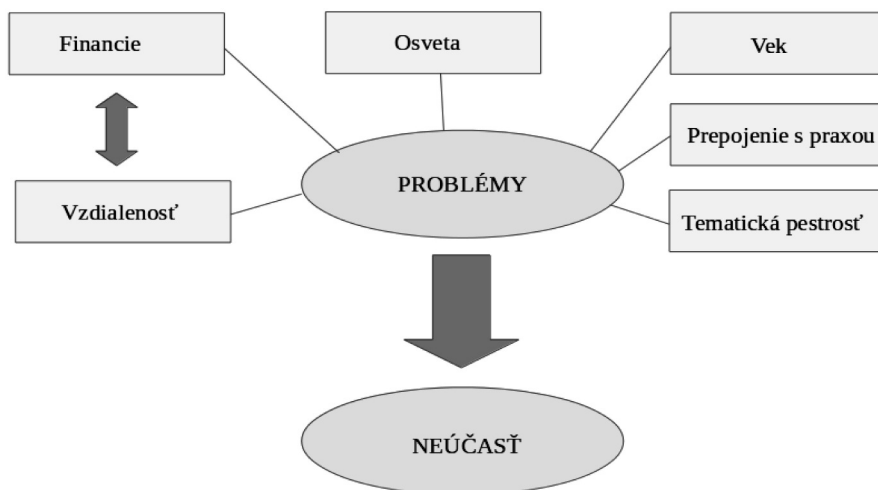 Financie
Osveta
Vek
Prepojenie s praxou
Vzdialenosť
PROBLÉMY
Tematická pestrosť
NEÚČASŤ